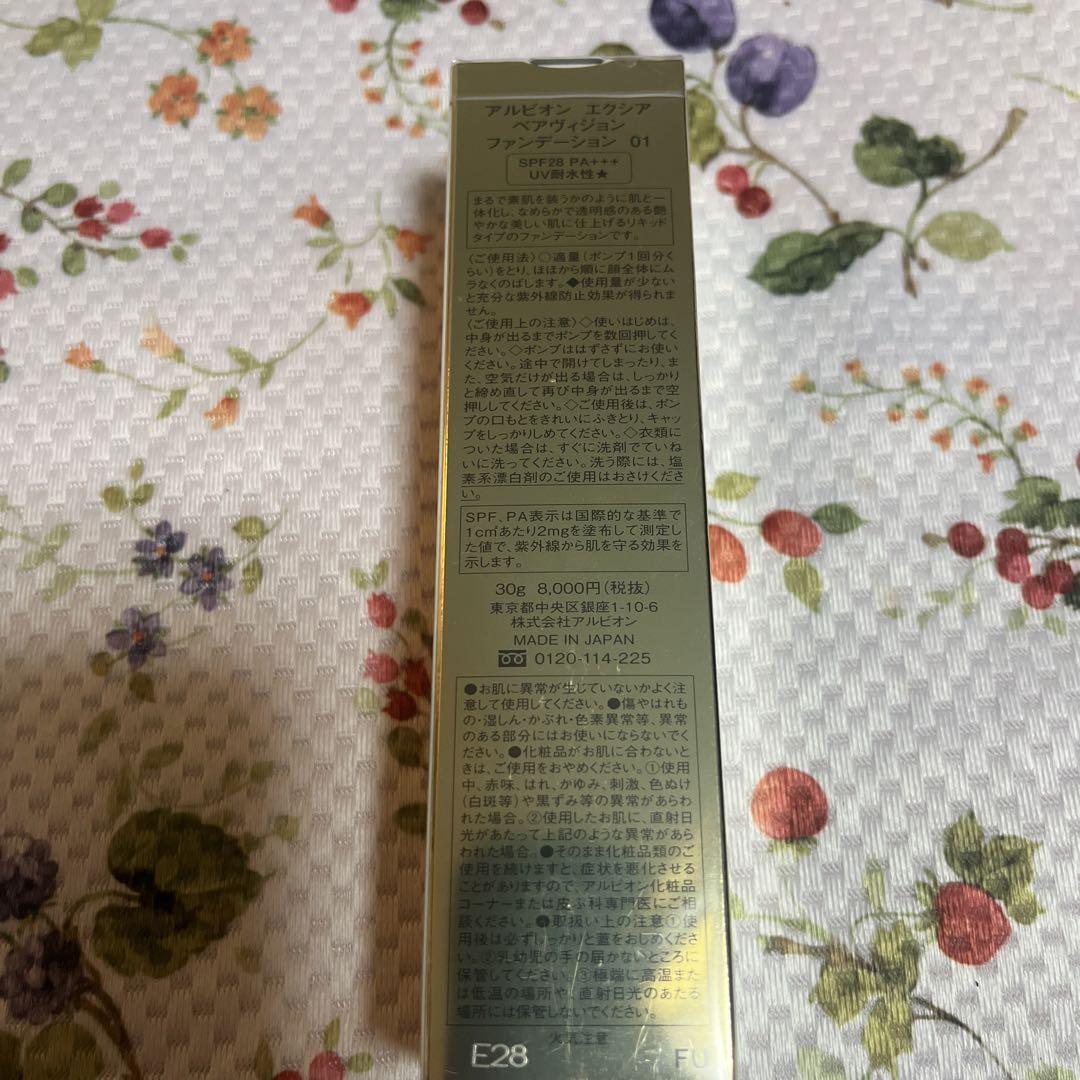 アルビオン エクシア
ベアヴィジョン
ファンデーション 01
SPF28 PA+++
UV耐水性★
まるで素肌を装うかのように肌と一
体化し、なめらかで透明感のある艶
やかな美しい肌に仕上げるリキッド
タイプのファンデーションです。
〈ご使用法〉○適量(ポンプ1回分く
らい)をとり、ほほから順に顔全体にム
ラなくのばします。◆使用量が少ない
と充分な紫外線防止効果が得られま
せん。
〈ご使用上の注意〉◇使いはじめは、
中身が出るまでポンプを数回押してく
ださい。◇ポンプははずさずにお使い
ください。途中で開けてしまったり、ま
た、空気だけが出る場合は、しっかり
と締め直して再び中身が出るまで空
押ししてください。◇ご使用後は、ポン
プの口もとをきれいにふきとり、キャッ
プをしっかりしめてください。◇衣類に
ついた場合は、すぐに洗剤でていね
いに洗ってください。洗う際には、塩
素系漂白剤のご使用はおさけくださ
い。
SPF、PA表示は国際的な基準で
1c㎡あたり2mgを塗布して測定し
た値で、紫外線から肌を守る効果を
示します。
30g 8,000円(税抜)
東京都中央区銀座1-10-6
株式会社アルビオン
MADE IN JAPAN
0120-114-225
●お肌に異常が生じていないかよく注
意して使用してください。●傷やはれも
の・湿しん・かぶれ・色素異常等、異常
のある部分にはお使いにならないでく
ださい。●化粧品がお肌に合わないと
きは、ご使用をおやめください。①使用
中、赤味、はれ、かゆみ、刺激、色ぬけ
(白斑等)や黒ずみ等の異常があらわ
れた場合。②使用したお肌に、直射日
光があたって上記のような異常があら
われた場合。●そのまま化粧品類のご
使用を続けますと、症状を悪化させる
ことがありますので、アルビオン化粧品
コーナーまたは皮ふ科専門医にご相
談ください。●取扱い上の注意①使
用後は必ずしっかりと蓋をおしめくださ
い。②乳幼児の手の届かないところに
保管してください。③極端に高温また
は低温の場所や、直射日光のあたる
場所には保管しないでください。
火気注意
E28 FU